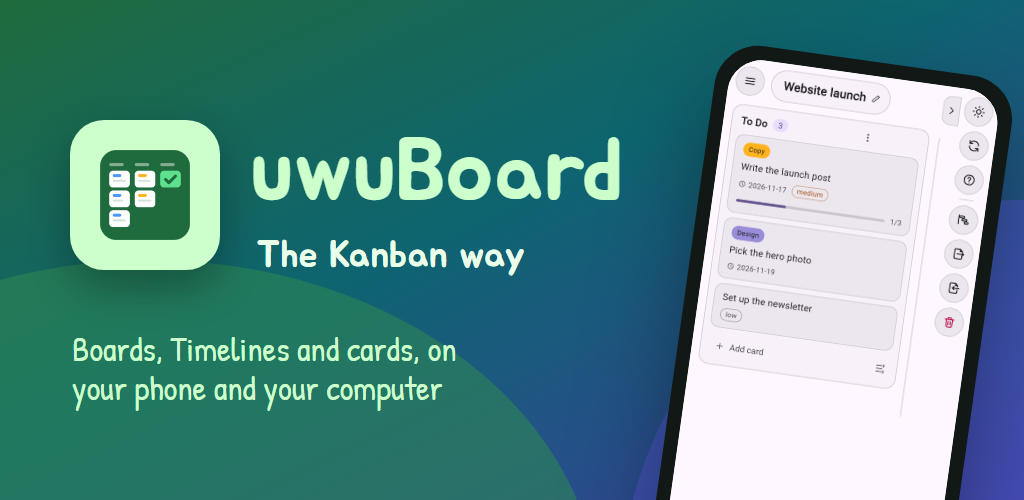 uwuBoard
The Kanban way
Boards, Timelines and cards, on
your phone and your computer
Website launch
To Do 3
Copy
Write the launch post
2026-11-17 medium
1/3
Design
Pick the hero photo
2026-11-19
Set up the newsletter
low
+ Add card